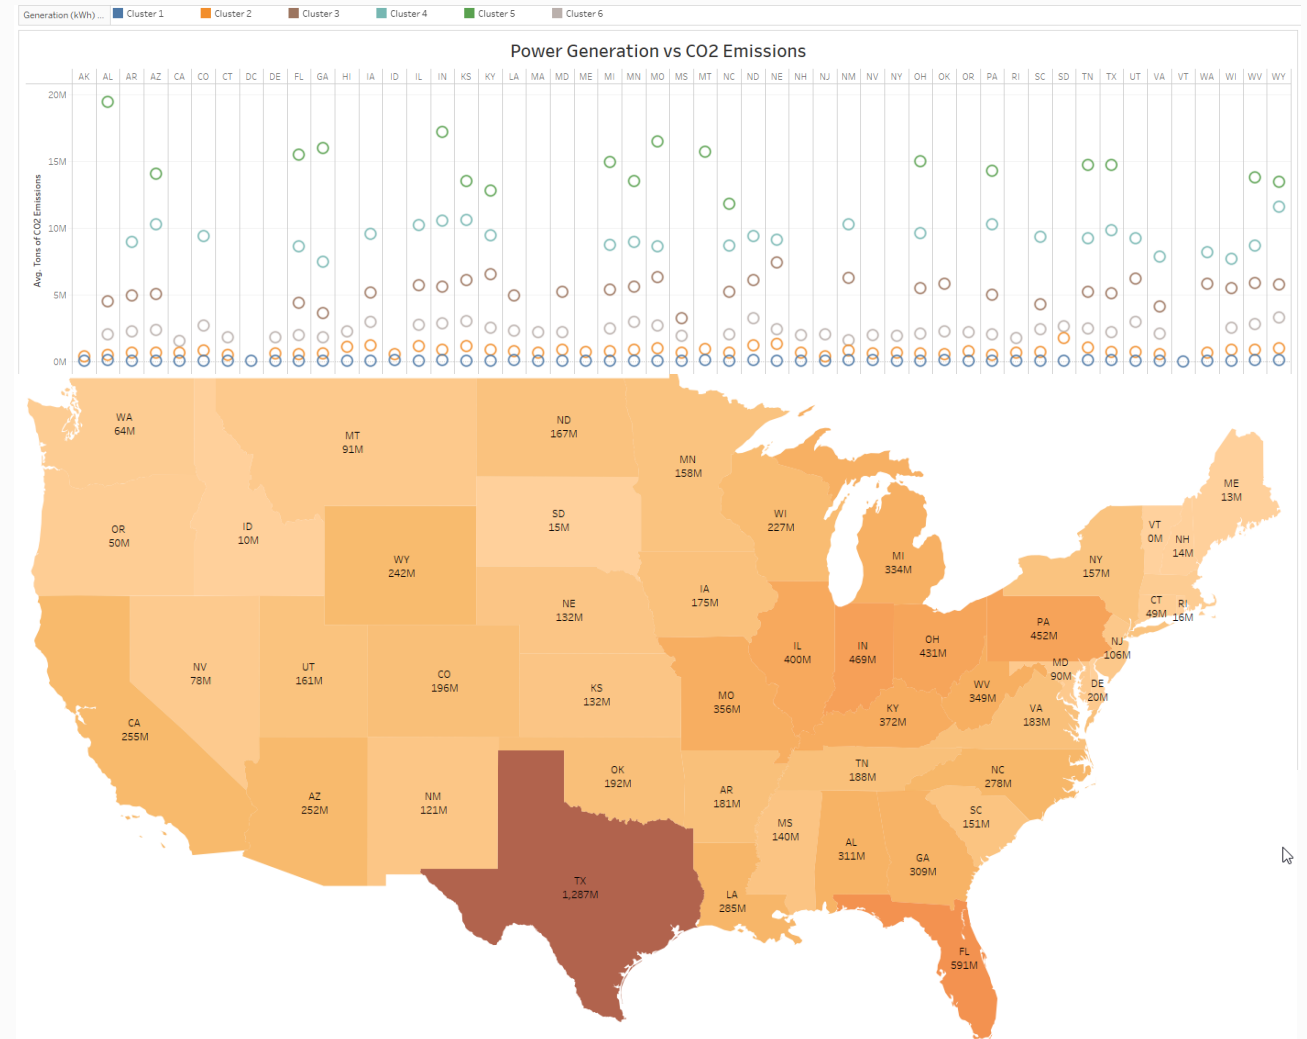 Generation (kWh) ... Cluster 1 Cluster 2 Cluster 3 Cluster 4 Cluster 5 Cluster 6
Power Generation vs CO2 Emissions
AK AL AR AZ CA CO CT DC DE FL GA HI IA ID IL IN KS KY LA MA MD ME MI MN MO MS MT NC ND NE NH NJ NM NV NY OH OK OR PA RI SC SD TN TX UT VA VT WA WI WV WY
Avg. Tons of CO2 Emissions
20M
15M
10M
5M
0M
WA
64M
MT
91M
ND
167M
MN
158M
ME
13M
OR
50M
ID
10M
SD
15M
WI
227M
VT
0M
NH
14M
WY
242M
MI
334M
NY
157M
NE
132M
IA
175M
CT
49M
RI
16M
NV
78M
UT
161M
CO
196M
KS
132M
IL
400M
IN
469M
OH
431M
PA
452M
NJ
106M
MD
90M
DE
20M
WV
349M
MO
356M
KY
372M
VA
183M
CA
255M
AZ
252M
NM
121M
OK
192M
AR
181M
TN
188M
NC
278M
SC
151M
MS
140M
AL
311M
GA
309M
TX
1,287M
LA
285M
FL
591M